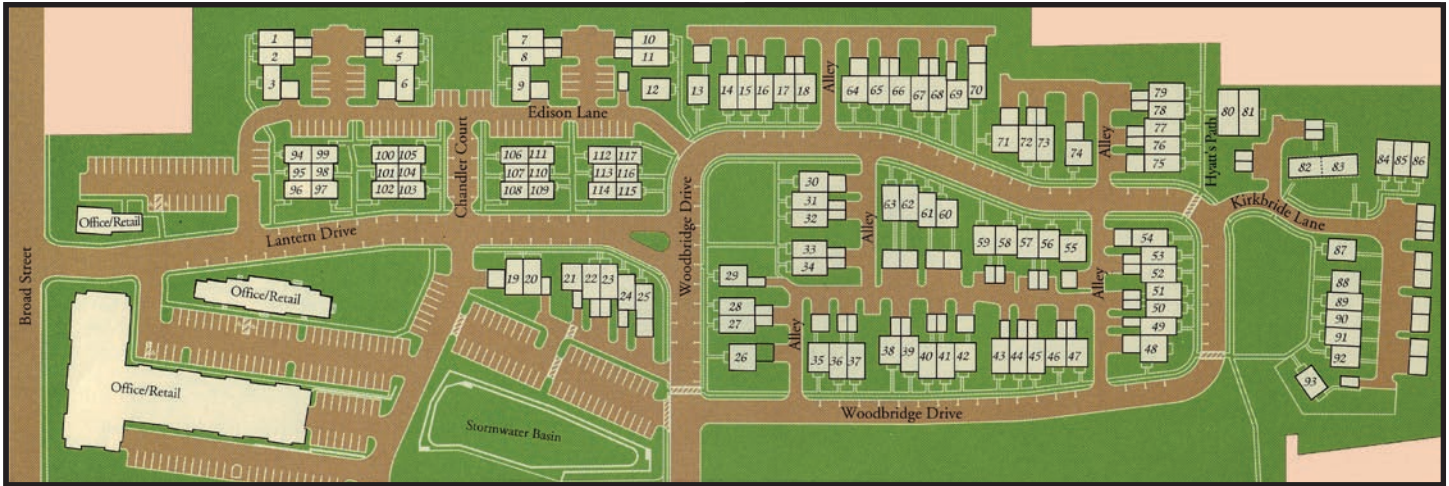 1
2
3
4
5
6
7
8
9
10
11
12
13
14 15 16 17 18
64 65 66 67 68 69 70
71 72 73
74
79
78
77
76
75
80 81
82 83
84 85 86
Edison Lane
Chandler Court
Alley
Alley
Hyatt's Path
Kirkbride Lane
94 99
95 98
96 97
100 105
101 104
102 103
106 111
107 110
108 109
112 117
113 116
114 115
Office/Retail
Lantern Drive
Broad Street
Woodbridge Drive
30
31
32
33
34
Alley
63 62 61 60
59 58 57 56 55
Alley
54
53
52
51
50
49
48
87
88
89
90
91
92
93
Office/Retail
19 20
21 22 23 24 25
29
28
27
26
Alley
35 36 37
38 39 40 41 42
43 44 45 46 47
Office/Retail
Stormwater Basin
Woodbridge Drive